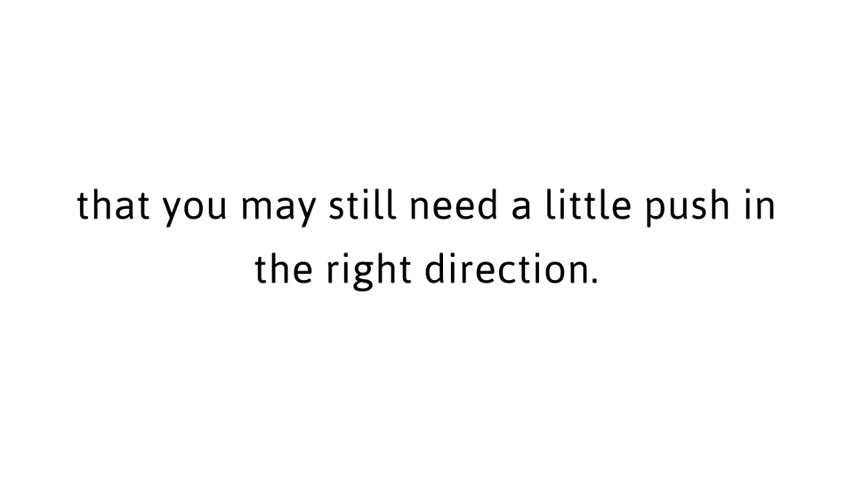 that you may still need a little push in
the right direction.